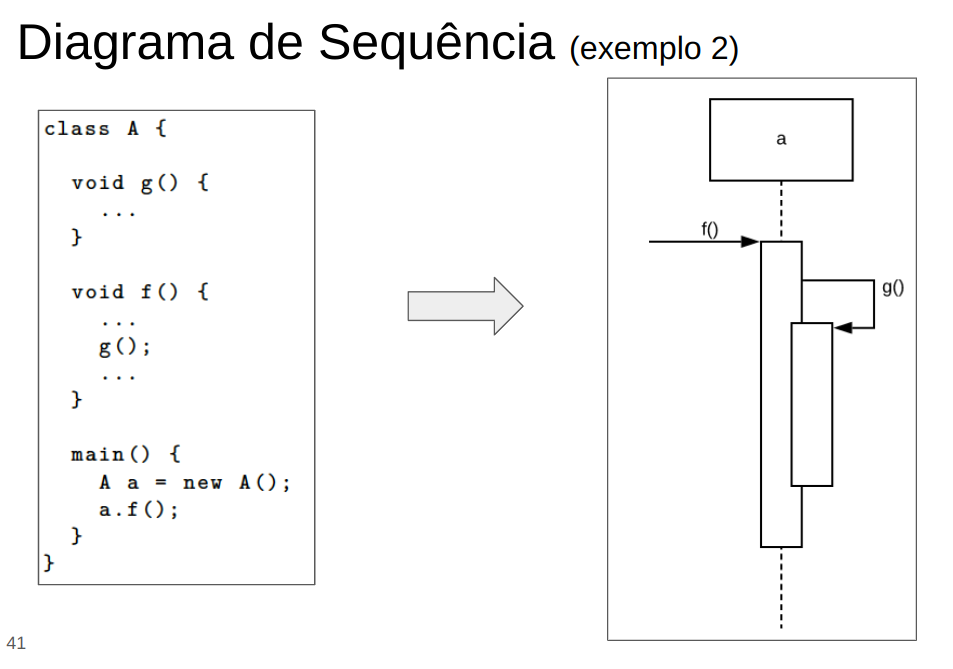 Diagrama de Sequência (exemplo 2)
class A {
void g() {
...
}
void f() {
...
g();
...
}
main() {
A a = new A();
a.f();
}
}
a
f()
g()
41